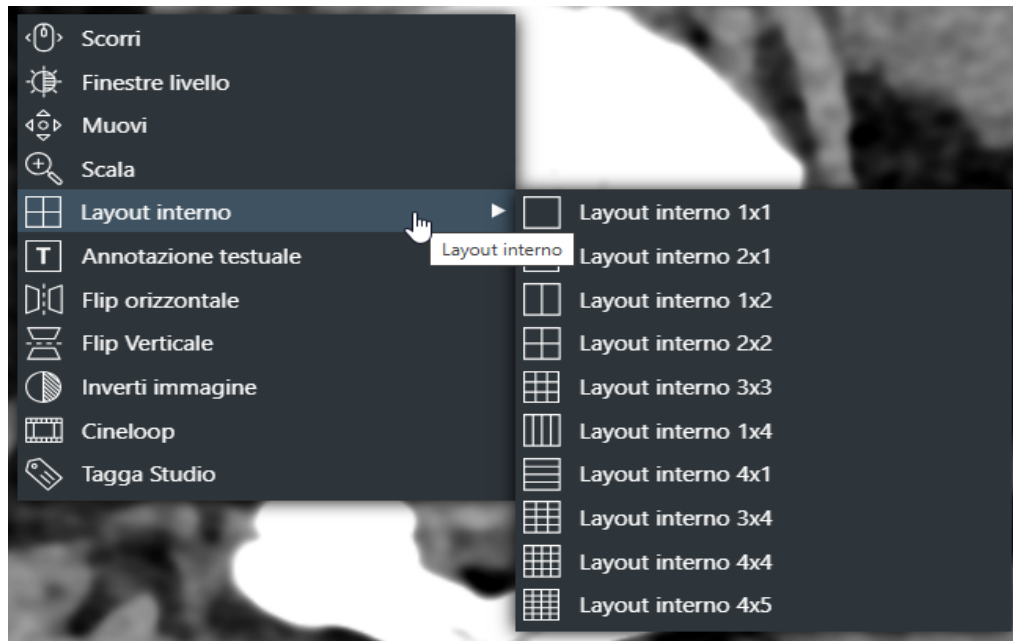 Scorri
Finestre livello
Muovi
Scala
Layout interno
Annotazione testuale
Flip orizzontale
Flip Verticale
Inverti immagine
Cineloop
Tagga Studio
Layout interno
Layout interno 1x1
Layout interno 2x1
Layout interno 1x2
Layout interno 2x2
Layout interno 3x3
Layout interno 1x4
Layout interno 4x1
Layout interno 3x4
Layout interno 4x4
Layout interno 4x5